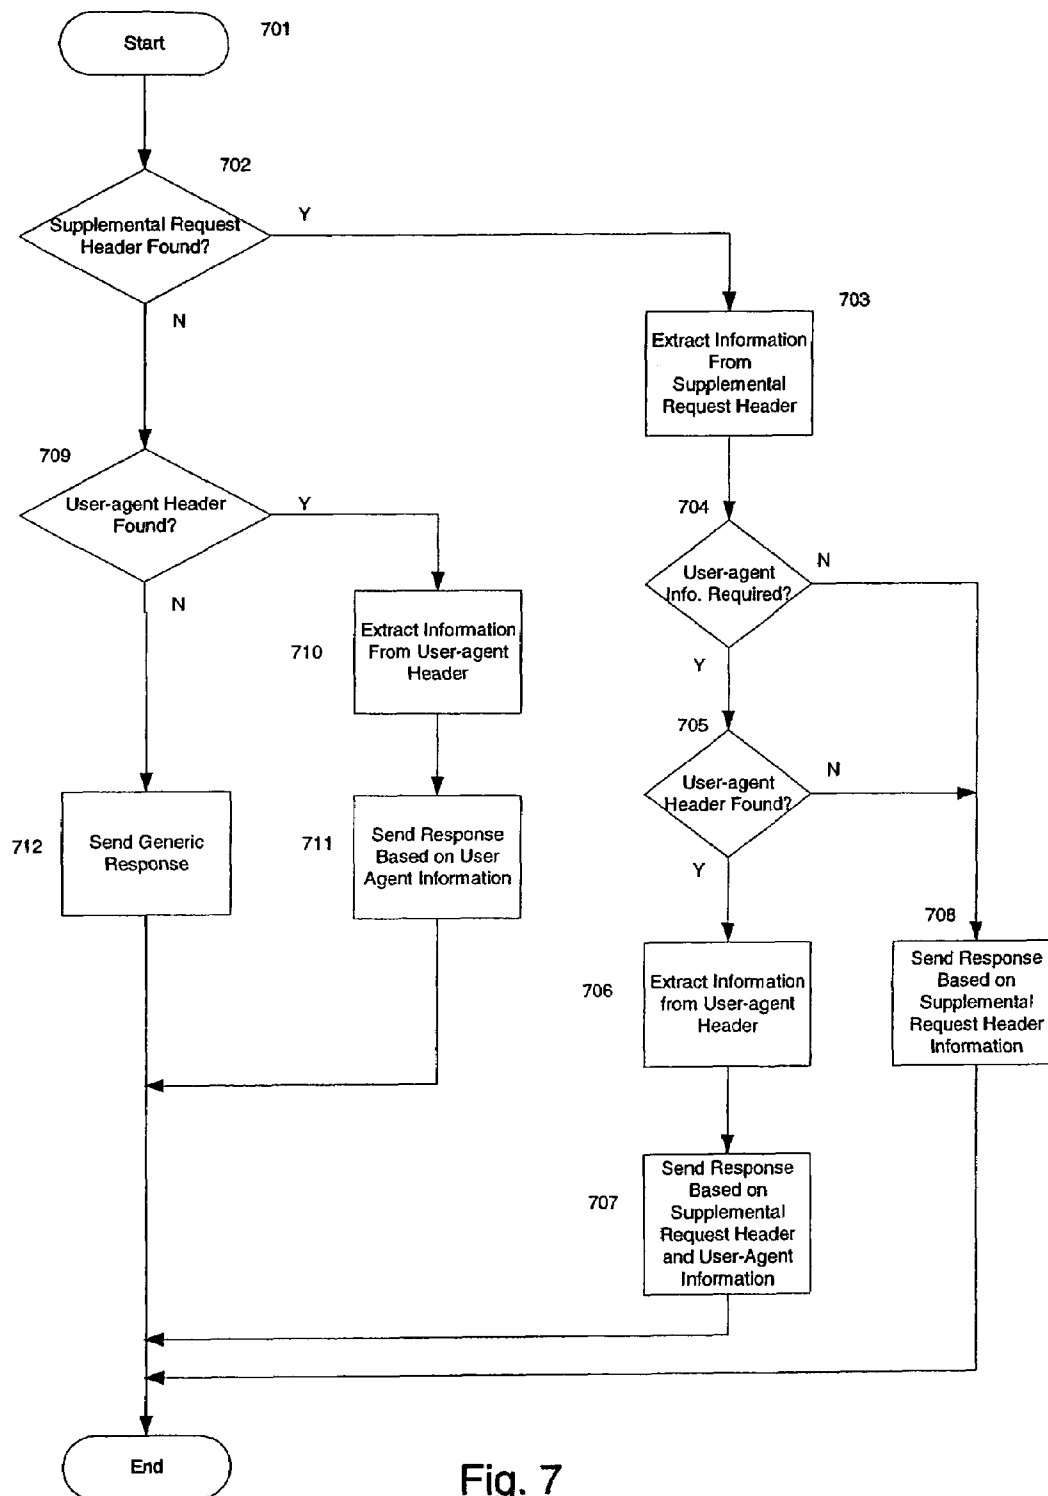 Start
701
702
Supplemental Request
Header Found?
Y
N
703
Extract Information
From
Supplemental
Request Header
709
User-agent Header
Found?
Y
N
704
User-agent
Info. Required?
N
Y
710
Extract Information
From User-agent
Header
705
User-agent
Header Found?
N
Y
712
Send Generic
Response
711
Send Response
Based on User
Agent Information
708
Send Response
Based on
Supplemental
Request Header
Information
706
Extract Information
from User-agent
Header
707
Send Response
Based on
Supplemental
Request Header
and User-Agent
Information
End
Fig. 7